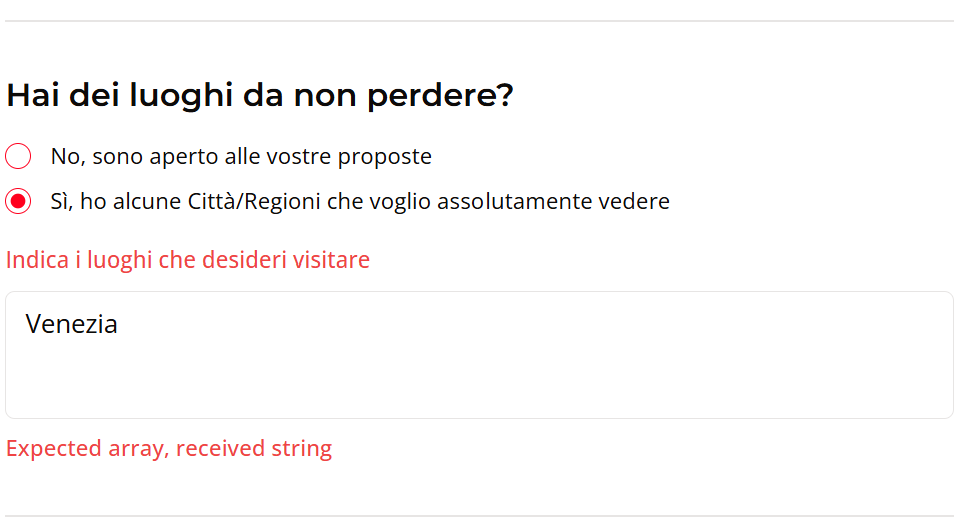 Hai dei luoghi da non perdere?
No, sono aperto alle vostre proposte
Sì, ho alcune Città/Regioni che voglio assolutamente vedere
Indica i luoghi che desideri visitare
Venezia
Expected array, received string